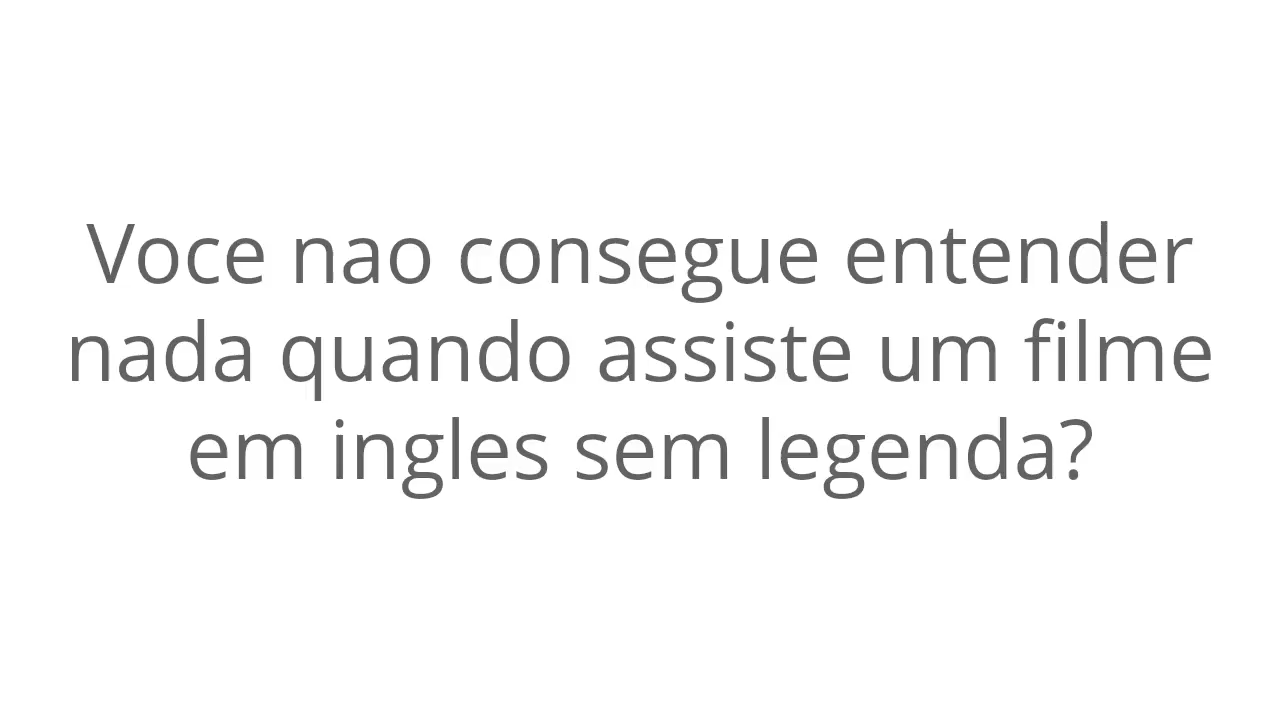 Voce nao consegue entender
nada quando assiste um filme
em ingles sem legenda?